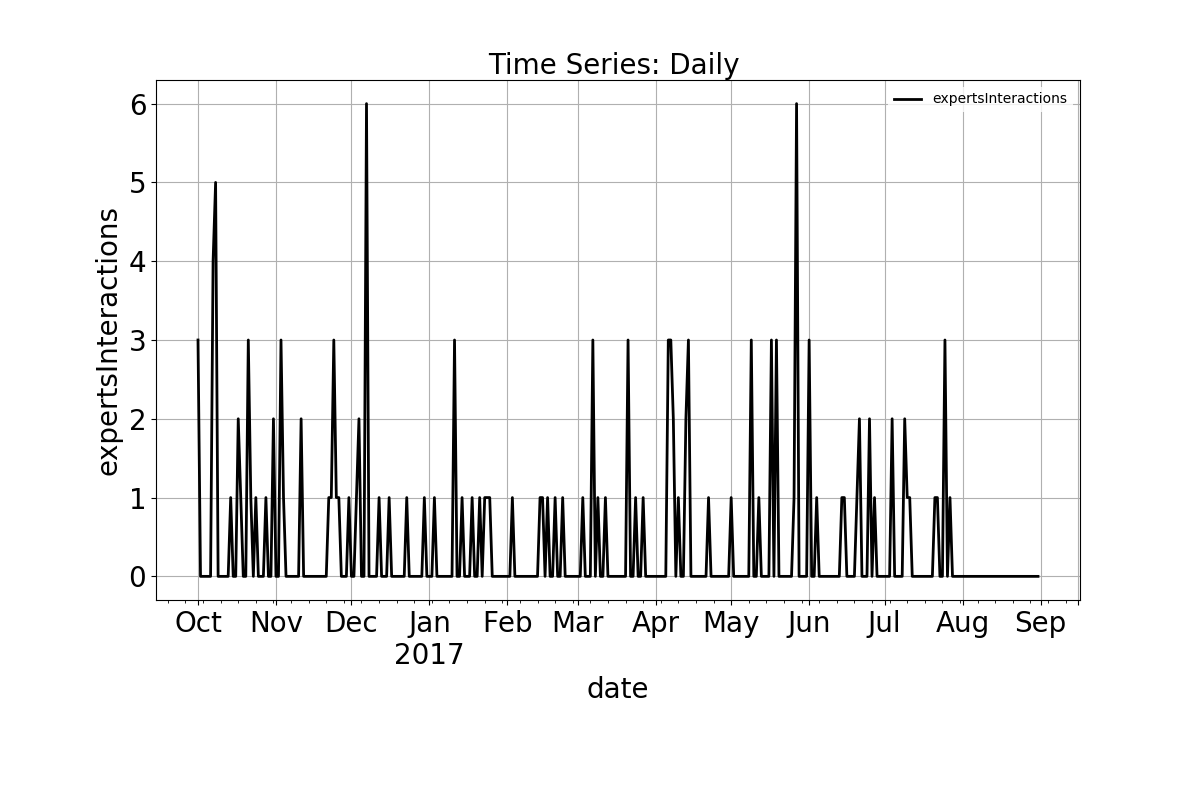 Time Series: Daily
expertsInteractions
6
5
4
3
2
1
0
expertsInteractions
Oct Nov Dec Jan Feb Mar Apr May Jun Jul Aug Sep
2017
date